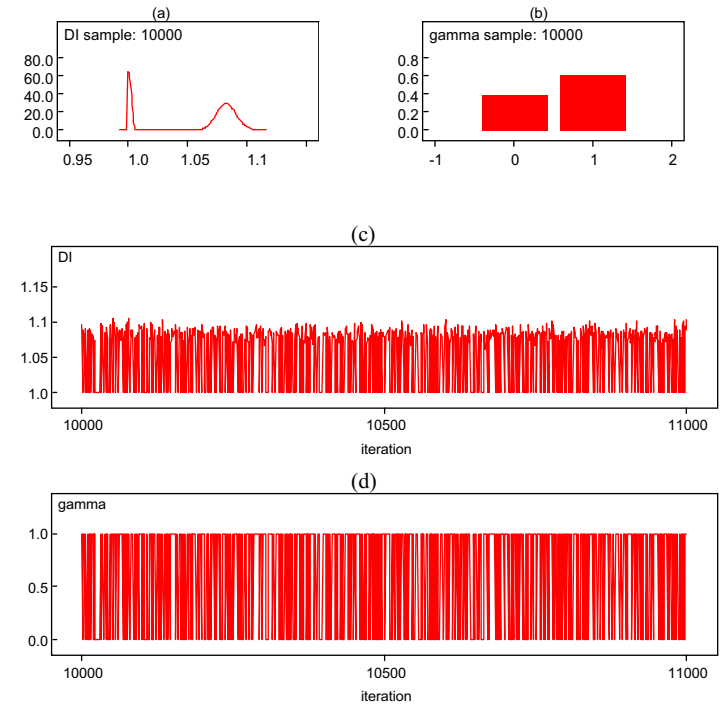 (a)
DI sample: 10000
80.0
60.0
40.0
20.0
0.0
0.95 1.0 1.05 1.1
(b)
gamma sample: 10000
0.8
0.6
0.4
0.2
0.0
-1 0 1 2
(c)
DI
1.15
1.1
1.05
1.0
10000 10500 11000
iteration
(d)
gamma
1.0
0.5
0.0
10000 10500 11000
iteration